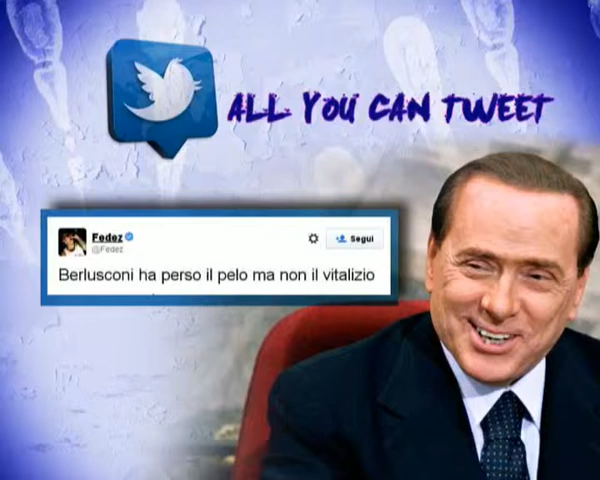 ALL YOU CAN TWEET
Fedez
@Fedez
Segui
Berlusconi ha perso il pelo ma non il vitalizio